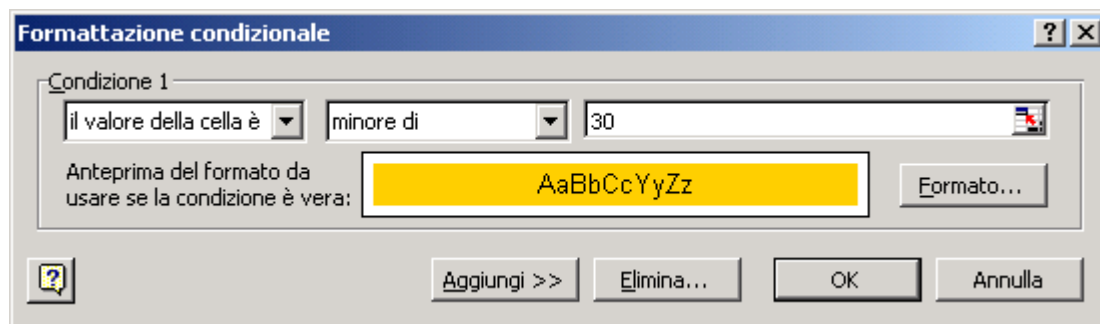 Formattazione condizionale
Condizione 1
il valore della cella è minore di 30
Anteprima del formato da
usare se la condizione è vera:
AaBbCcYyZz
Formato...
Aggiungi >> Elimina... OK Annulla